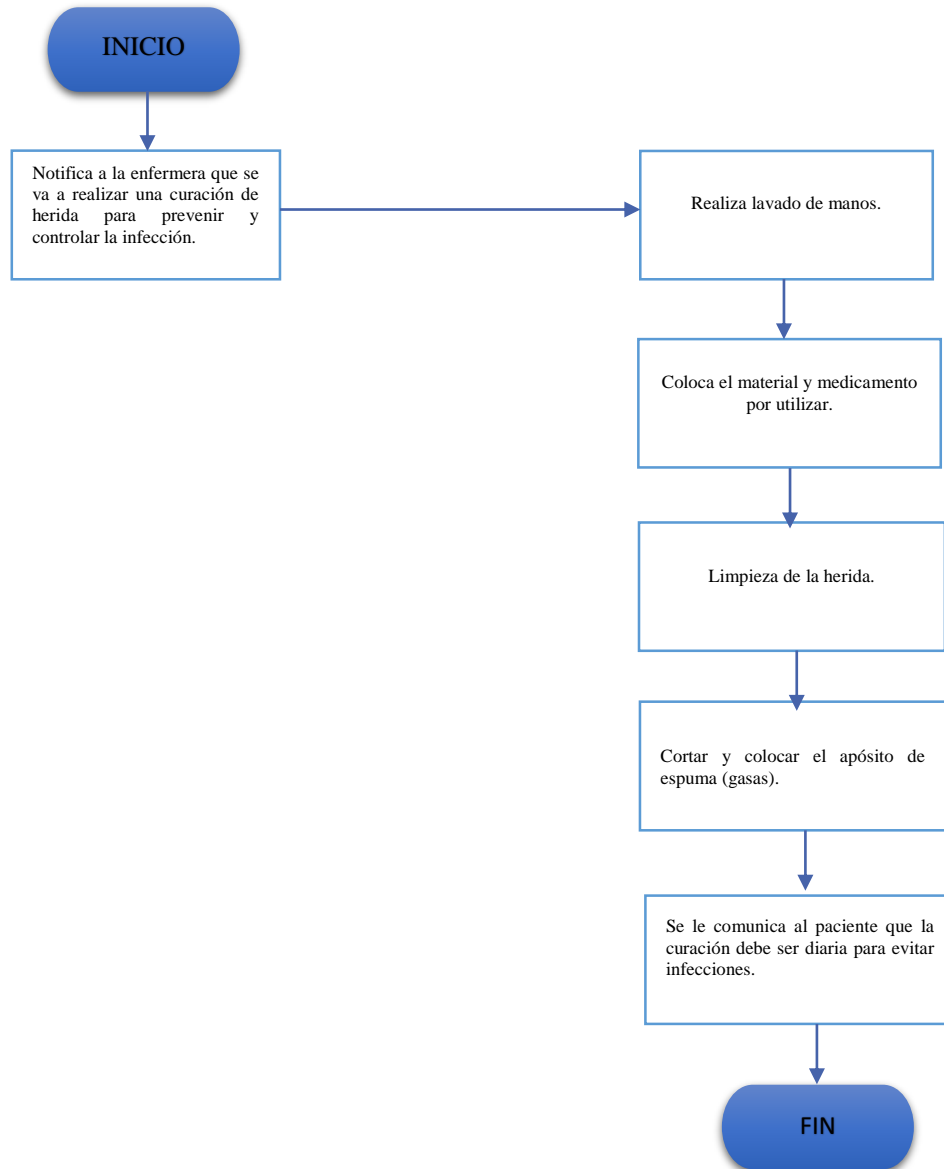 INICIO
Notifica a la enfermera que se
va a realizar una curación de
herida para prevenir y
controlar la infección.
Realiza lavado de manos.
Coloca el material y medicamento
por utilizar.
Limpieza de la herida.
Cortar y colocar el apósito de
espuma (gasas).
Se le comunica al paciente que la
curación debe ser diaria para evitar
infecciones.
FIN